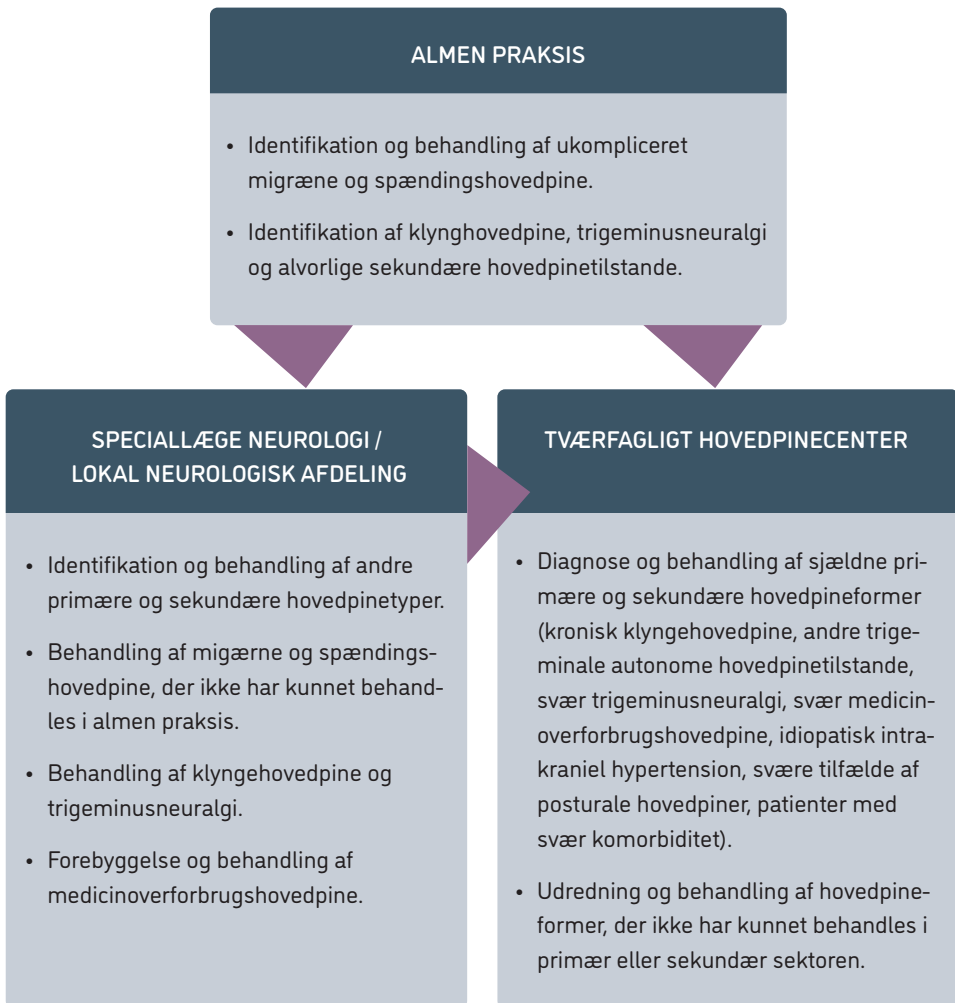 ALMEN PRAKSIS
• Identifikation og behandling af ukompliceret
migræne og spændingshovedpine.
• Identifikation af klynghovedpine, trigeminusneuralgi
og alvorlige sekundære hovedpinetilstande.
SPECIALLÆGE NEUROLOGI /
LOKAL NEUROLOGISK AFDELING
• Identifikation og behandling af andre
primære og sekundære hovedpinetyper.
• Behandling af migærne og spændings-
hovedpine, der ikke har kunnet behand-
les i almen praksis.
• Behandling af klyngehovedpine og
trigeminusneuralgi.
• Forebyggelse og behandling af
medicinoverforbrugshovedpine.
TVÆRFAGLIGT HOVEDPINECENTER
• Diagnose og behandling af sjældne pri-
mære og sekundære hovedpineformer
(kronisk klyngehovedpine, andre trige-
minale autonome hovedpinetilstande,
svær trigeminusneuralgi, svær medicin-
overforbrugshovedpine, idiopatisk intra-
kraniel hypertension, svære tilfælde af
posturale hovedpiner, patienter med
svær komorbiditet).
• Udredning og behandling af hovedpine-
former, der ikke har kunnet behandles i
primær eller sekundær sektoren.